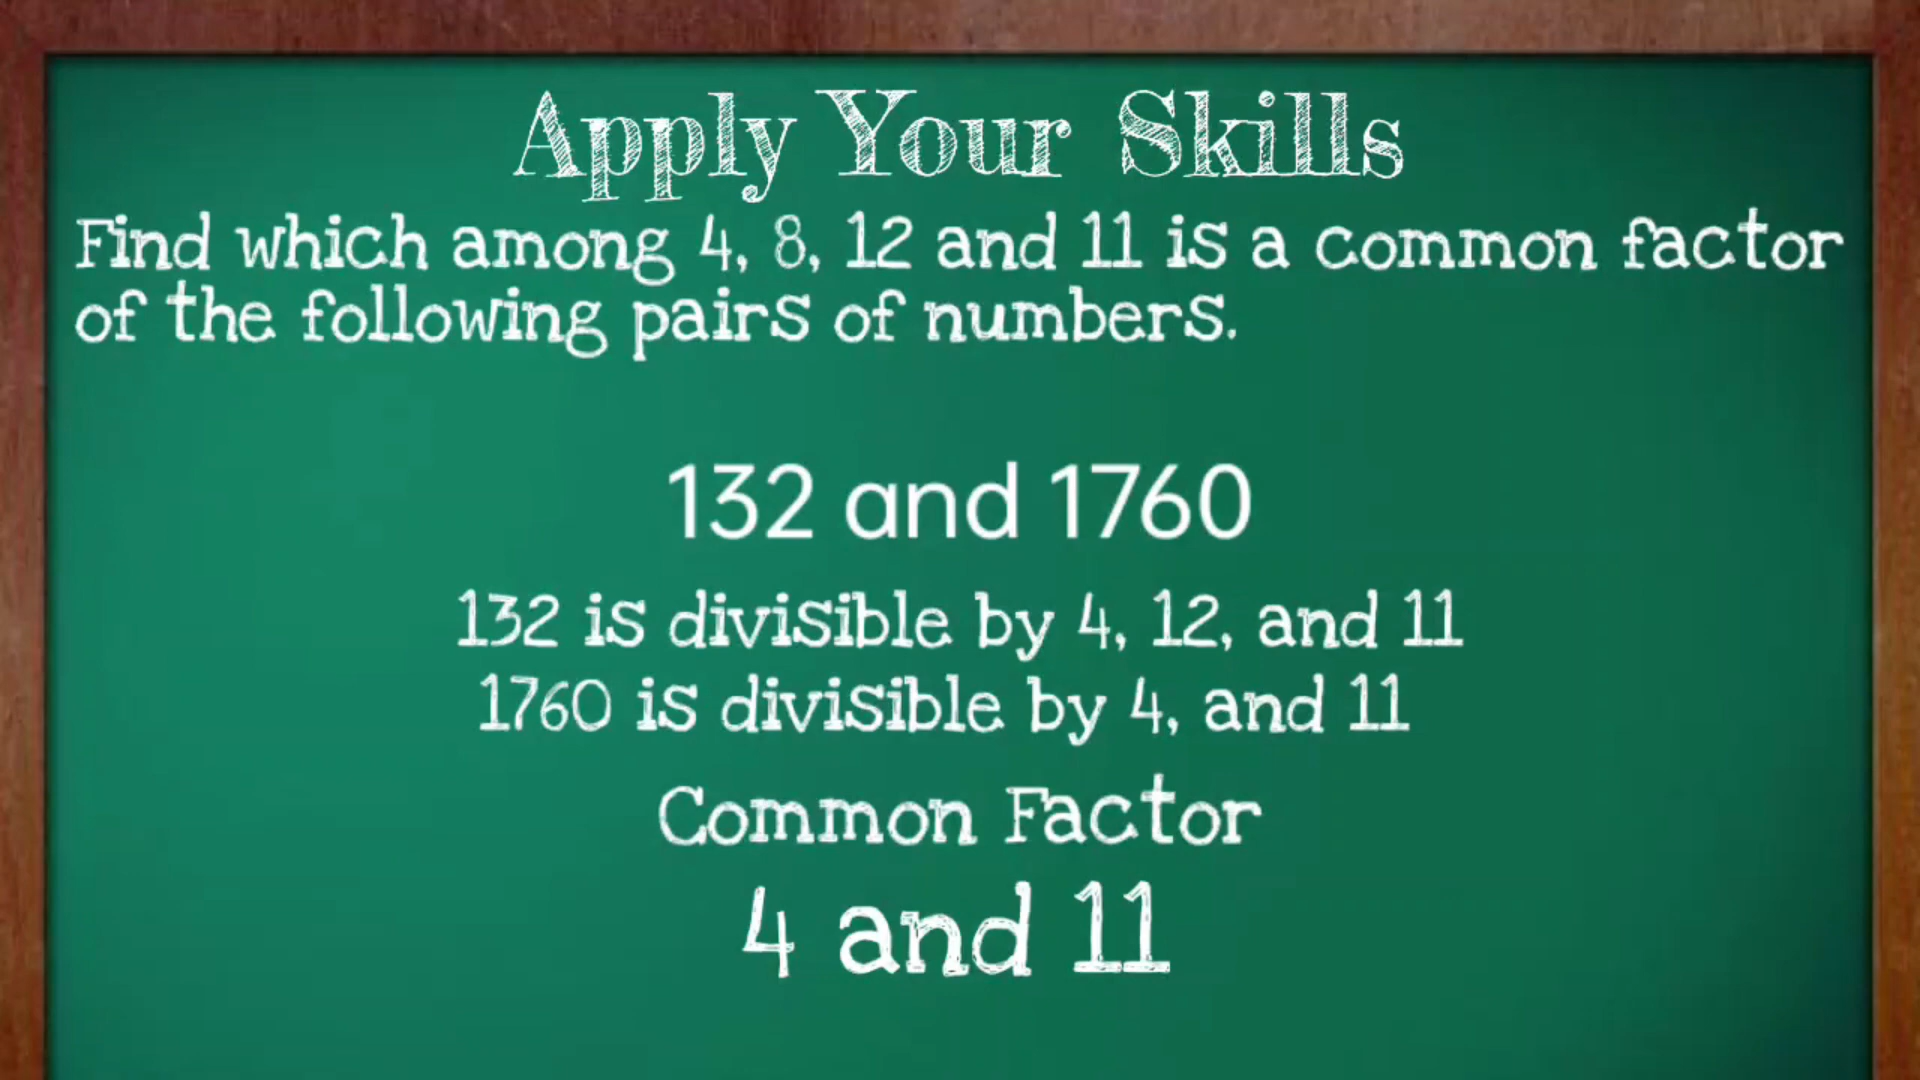 Apply Your Skills
Find which among 4, 8, 12 and 11 is a common factor
of the following pairs of numbers.
132 and 1760
132 is divisible by 4, 12, and 11
1760 is divisible by 4, and 11
Common Factor
4 and 11